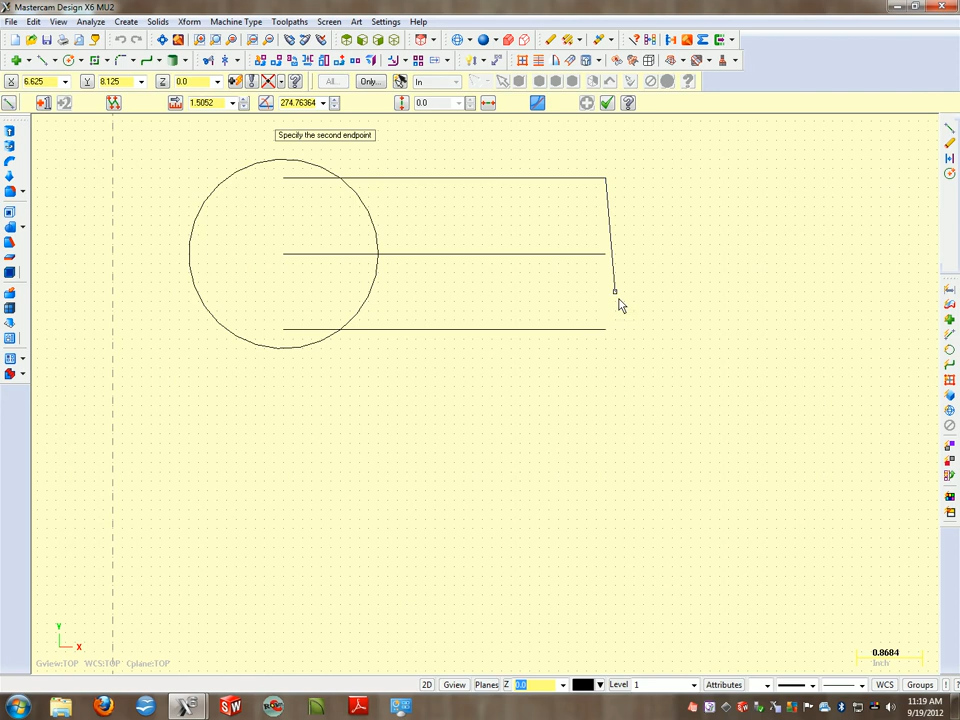 Mastercam Design X6 MU2
File Edit View Analyze Create Solids Xform Machine Type Toolpaths Screen Art Settings Help
X 6.625 Y 8.125 Z 0.0 All... Only... In
+1 +2 1.5052 274.76364 0.0
Specify the second endpoint
Y
X
Gview:TOP WCS:TOP Cplane:TOP
0.8684
Inch
2D Gview Planes Z 0.0 Level 1 Attributes WCS Groups ! ?
SW
11:19 AM
9/19/2012